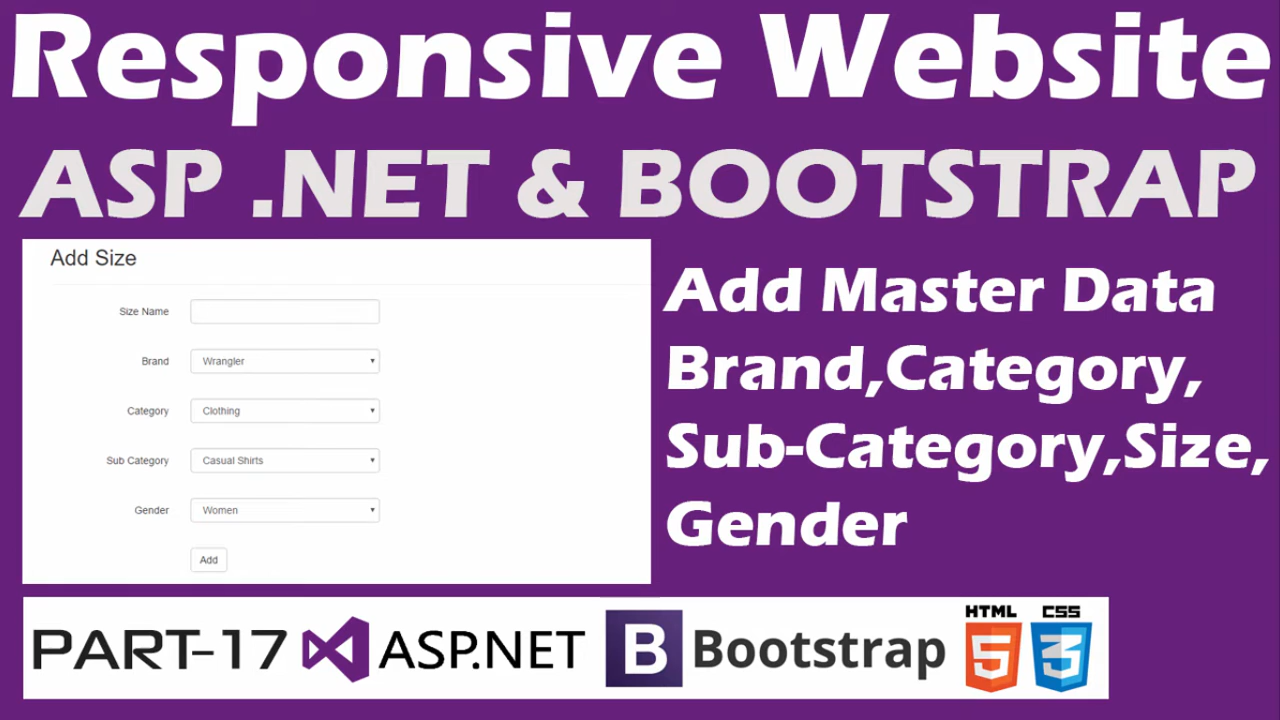 Responsive Website
ASP .NET & BOOTSTRAP
Add Size
Size Name
Brand Wrangler
Category Clothing
Sub Category Casual Shirts
Gender Women
Add
Add Master Data
Brand,Category,
Sub-Category,Size,
Gender
PART-17 ASP.NET B Bootstrap HTML 5 CSS 3